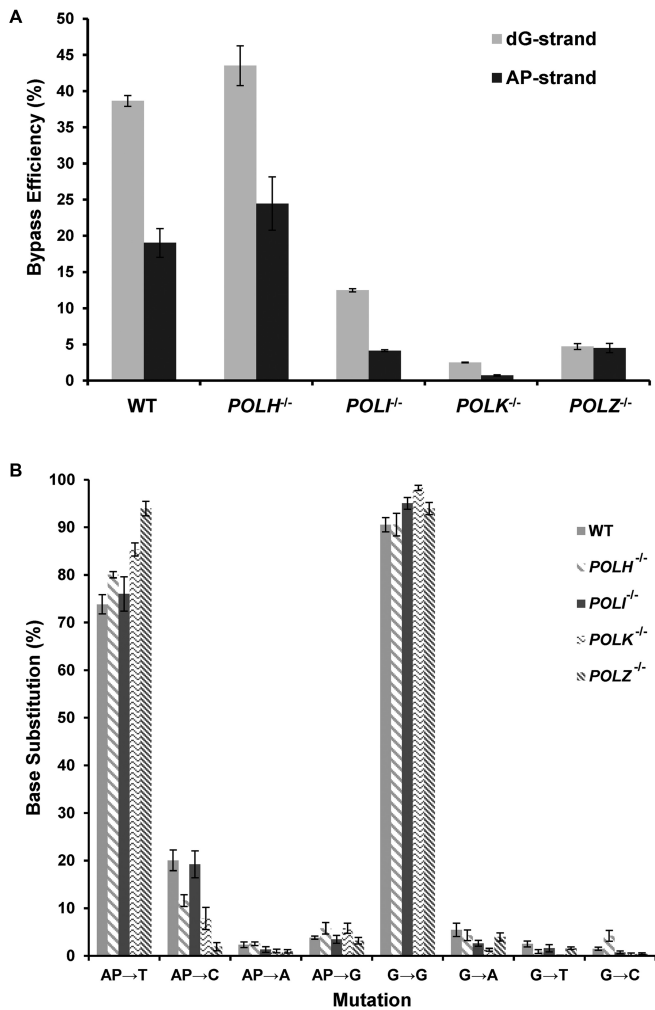 A
50
45
40
35
30
25
20
15
10
5
0
Bypass Efficiency (%)
dG-strand
AP-strand
WT POLH-/- POLI-/- POLK-/- POLZ-/-
B
100
90
80
70
60
50
40
30
20
10
0
Base Substitution (%)
WT
POLH-/-
POLI-/-
POLK-/-
POLZ-/-
AP→T AP→C AP→A AP→G G→G G→A G→T G→C
Mutation